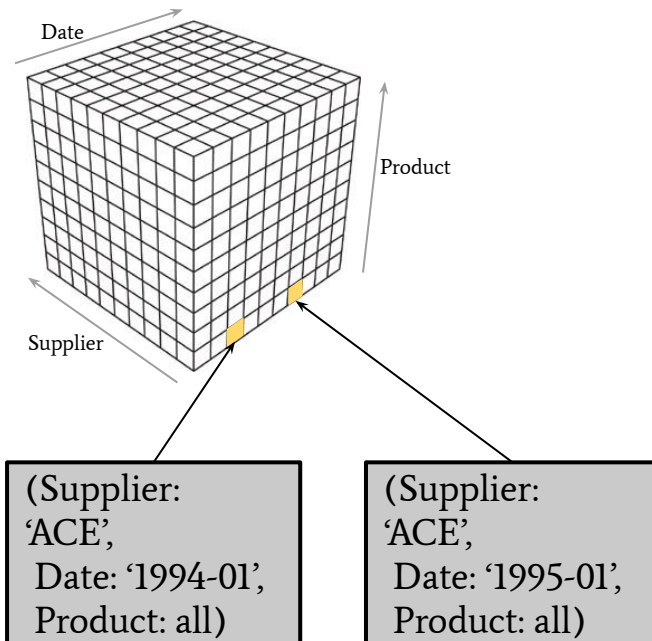 Date
Product
Supplier
(Supplier:
‘ACE’,
Date: ‘1994-01’,
Product: all)
(Supplier:
‘ACE’,
Date: ‘1995-01’,
Product: all)